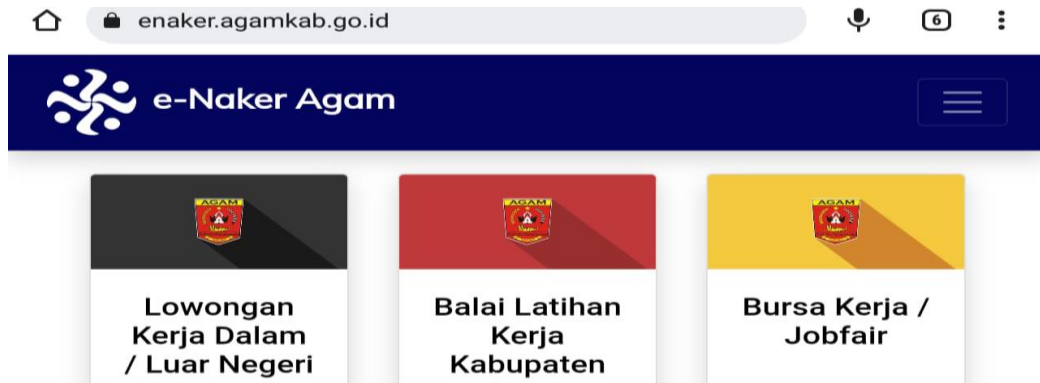 enaker.agamkab.go.id
6
e-Naker Agam
AGAM
AGAM
AGAM
Lowongan
Kerja Dalam
/ Luar Negeri
Balai Latihan
Kerja
Kabupaten
Bursa Kerja /
Jobfair